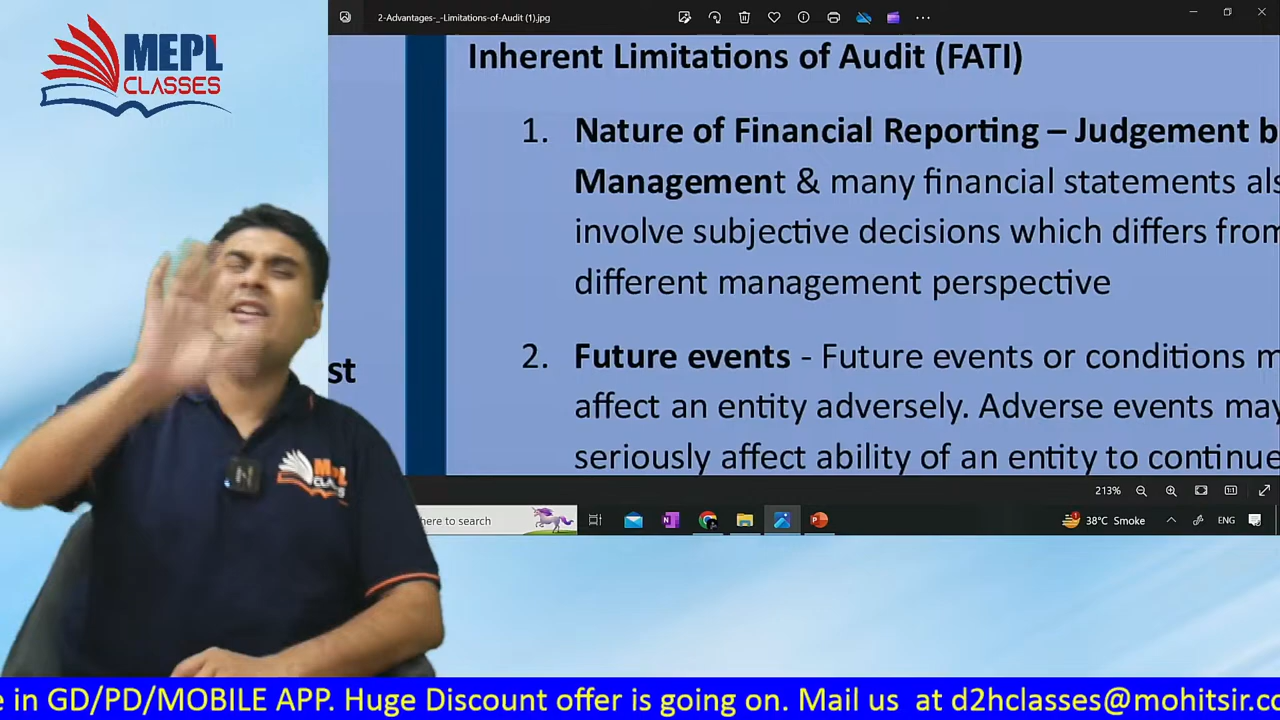 MEPL
CLASSES
2-Advantages-_-Limitations-of-Audit (1).jpg
Inherent Limitations of Audit (FATI)
1. Nature of Financial Reporting – Judgement b
Management & many financial statements als
involve subjective decisions which differs from
different management perspective
2. Future events - Future events or conditions m
affect an entity adversely. Adverse events may
seriously affect ability of an entity to continue
st
213%
here to search
38°C Smoke
ENG
e in GD/PD/MOBILE APP. Huge Discount offer is going on. Mail us at d2hclasses@mohitsir.co